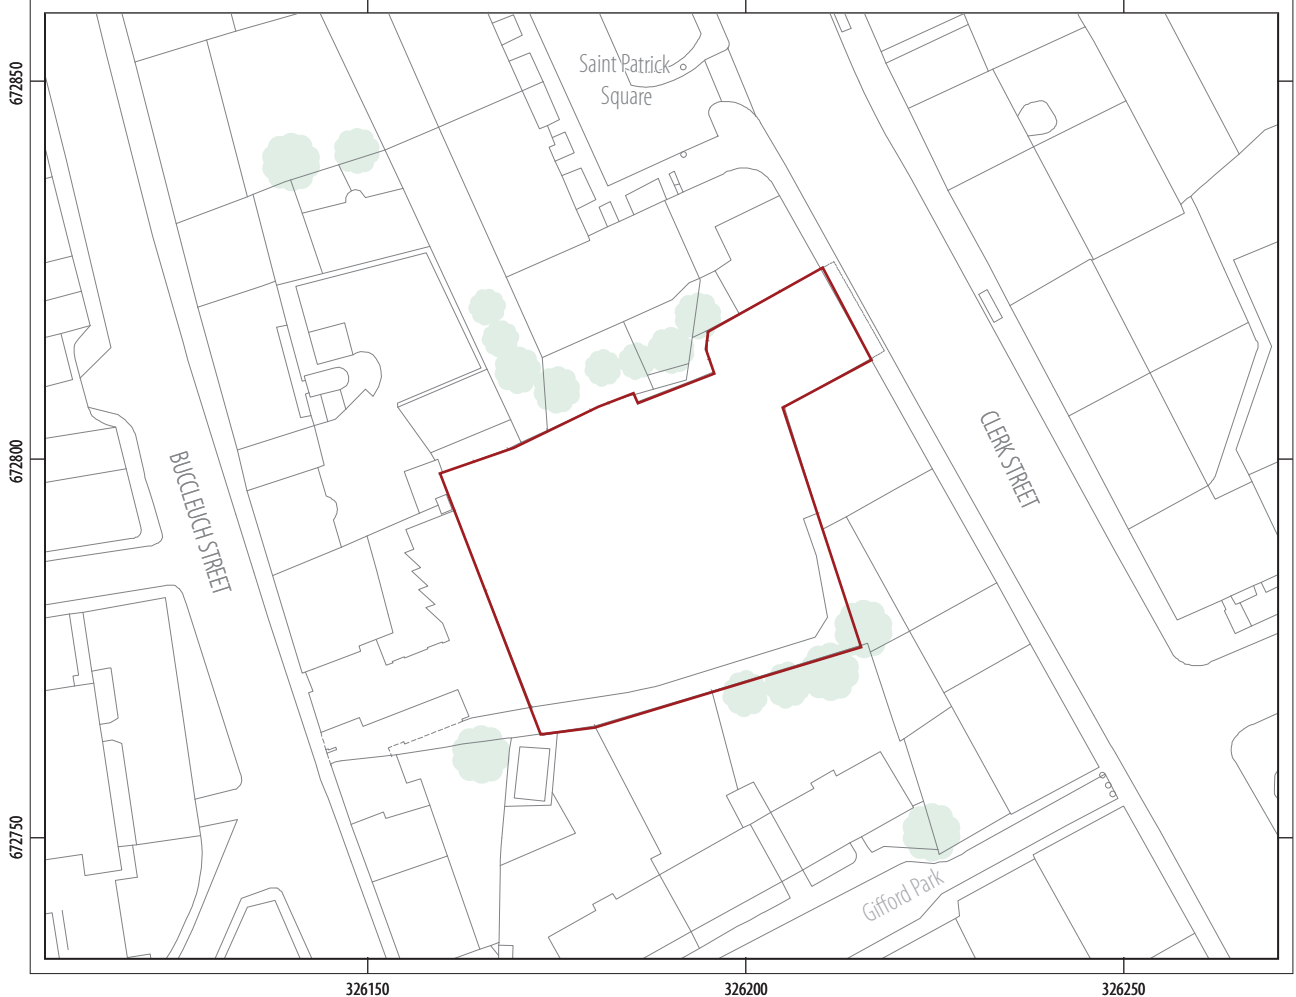 Saint Patrick
Square
672850
672800
672750
BUCCLEUCH STREET
CLERK STREET
Gifford Park
326150
326200
326250